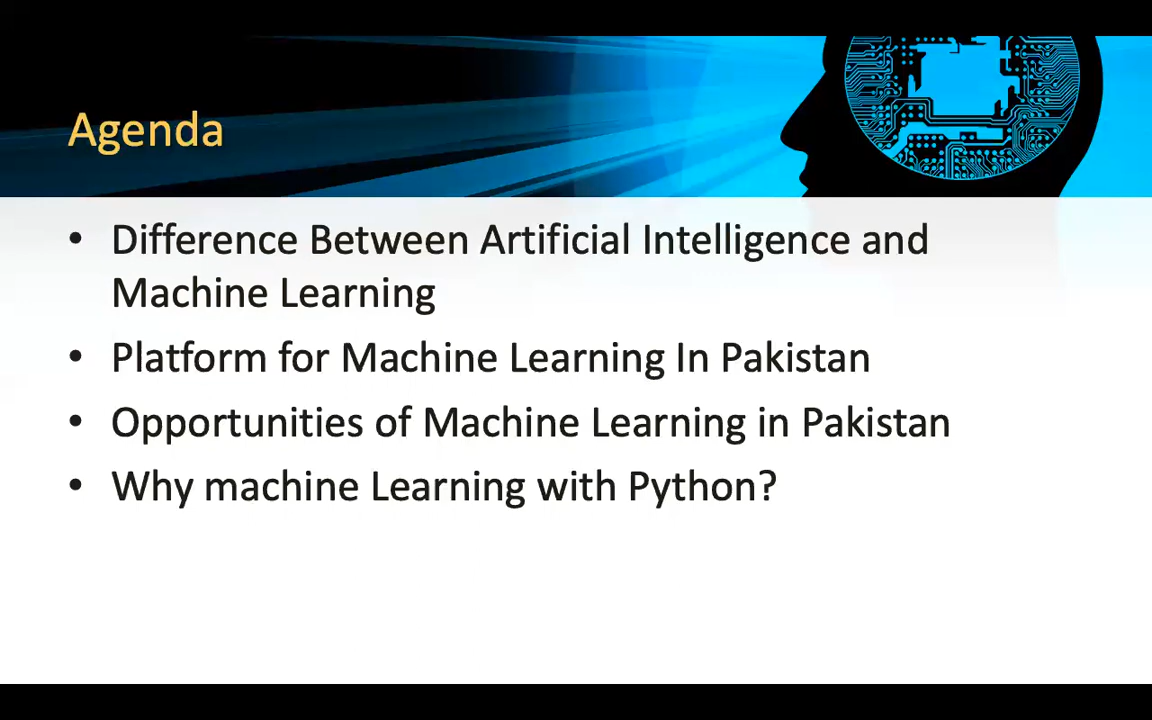 Agenda
• Difference Between Artificial Intelligence and
Machine Learning
• Platform for Machine Learning In Pakistan
• Opportunities of Machine Learning in Pakistan
• Why machine Learning with Python?